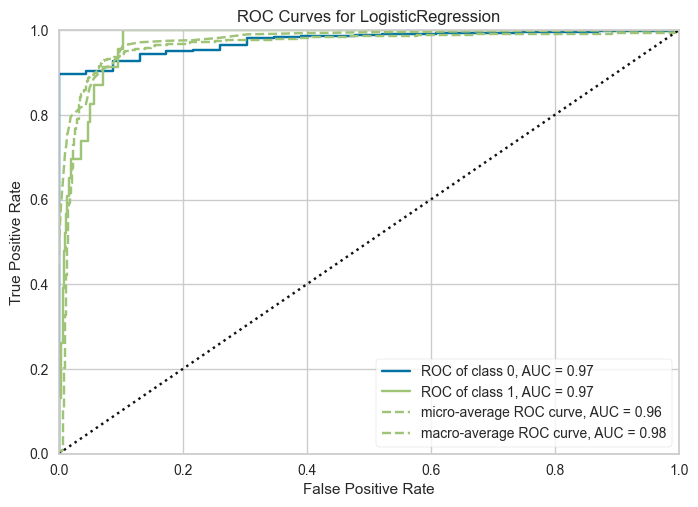 ROC Curves for LogisticRegression
1.0
0.8
0.6
0.4
0.2
0.0
True Positive Rate
ROC of class 0, AUC = 0.97
ROC of class 1, AUC = 0.97
micro-average ROC curve, AUC = 0.96
macro-average ROC curve, AUC = 0.98
0.0 0.2 0.4 0.6 0.8 1.0
False Positive Rate